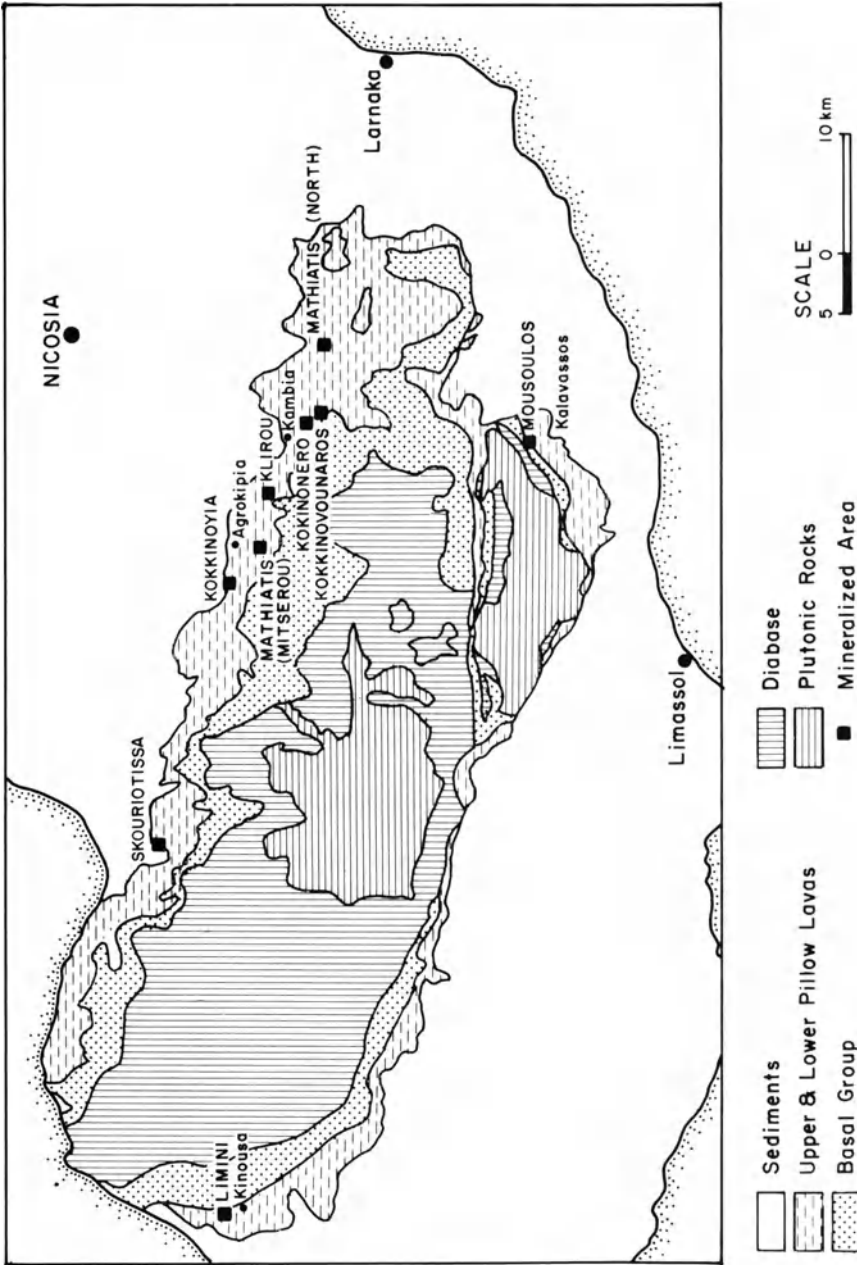 NICOSIA
Larnaka
SKOURIOTISSA
KOKKINOYIA
Agrokipia
KLIROU
MATHIATIS
(MITSEROU)
Kambia
KOKINONERO
KOKKINOVOUNAROS
MATHIATIS (NORTH)
LIMINI
Kinousa
MOUSOULOS
Kalavassos
Limassol
Sediments
Upper & Lower Pillow Lavas
Basal Group
Diabase
Plutonic Rocks
Mineralized Area
SCALE
5 0 10 km